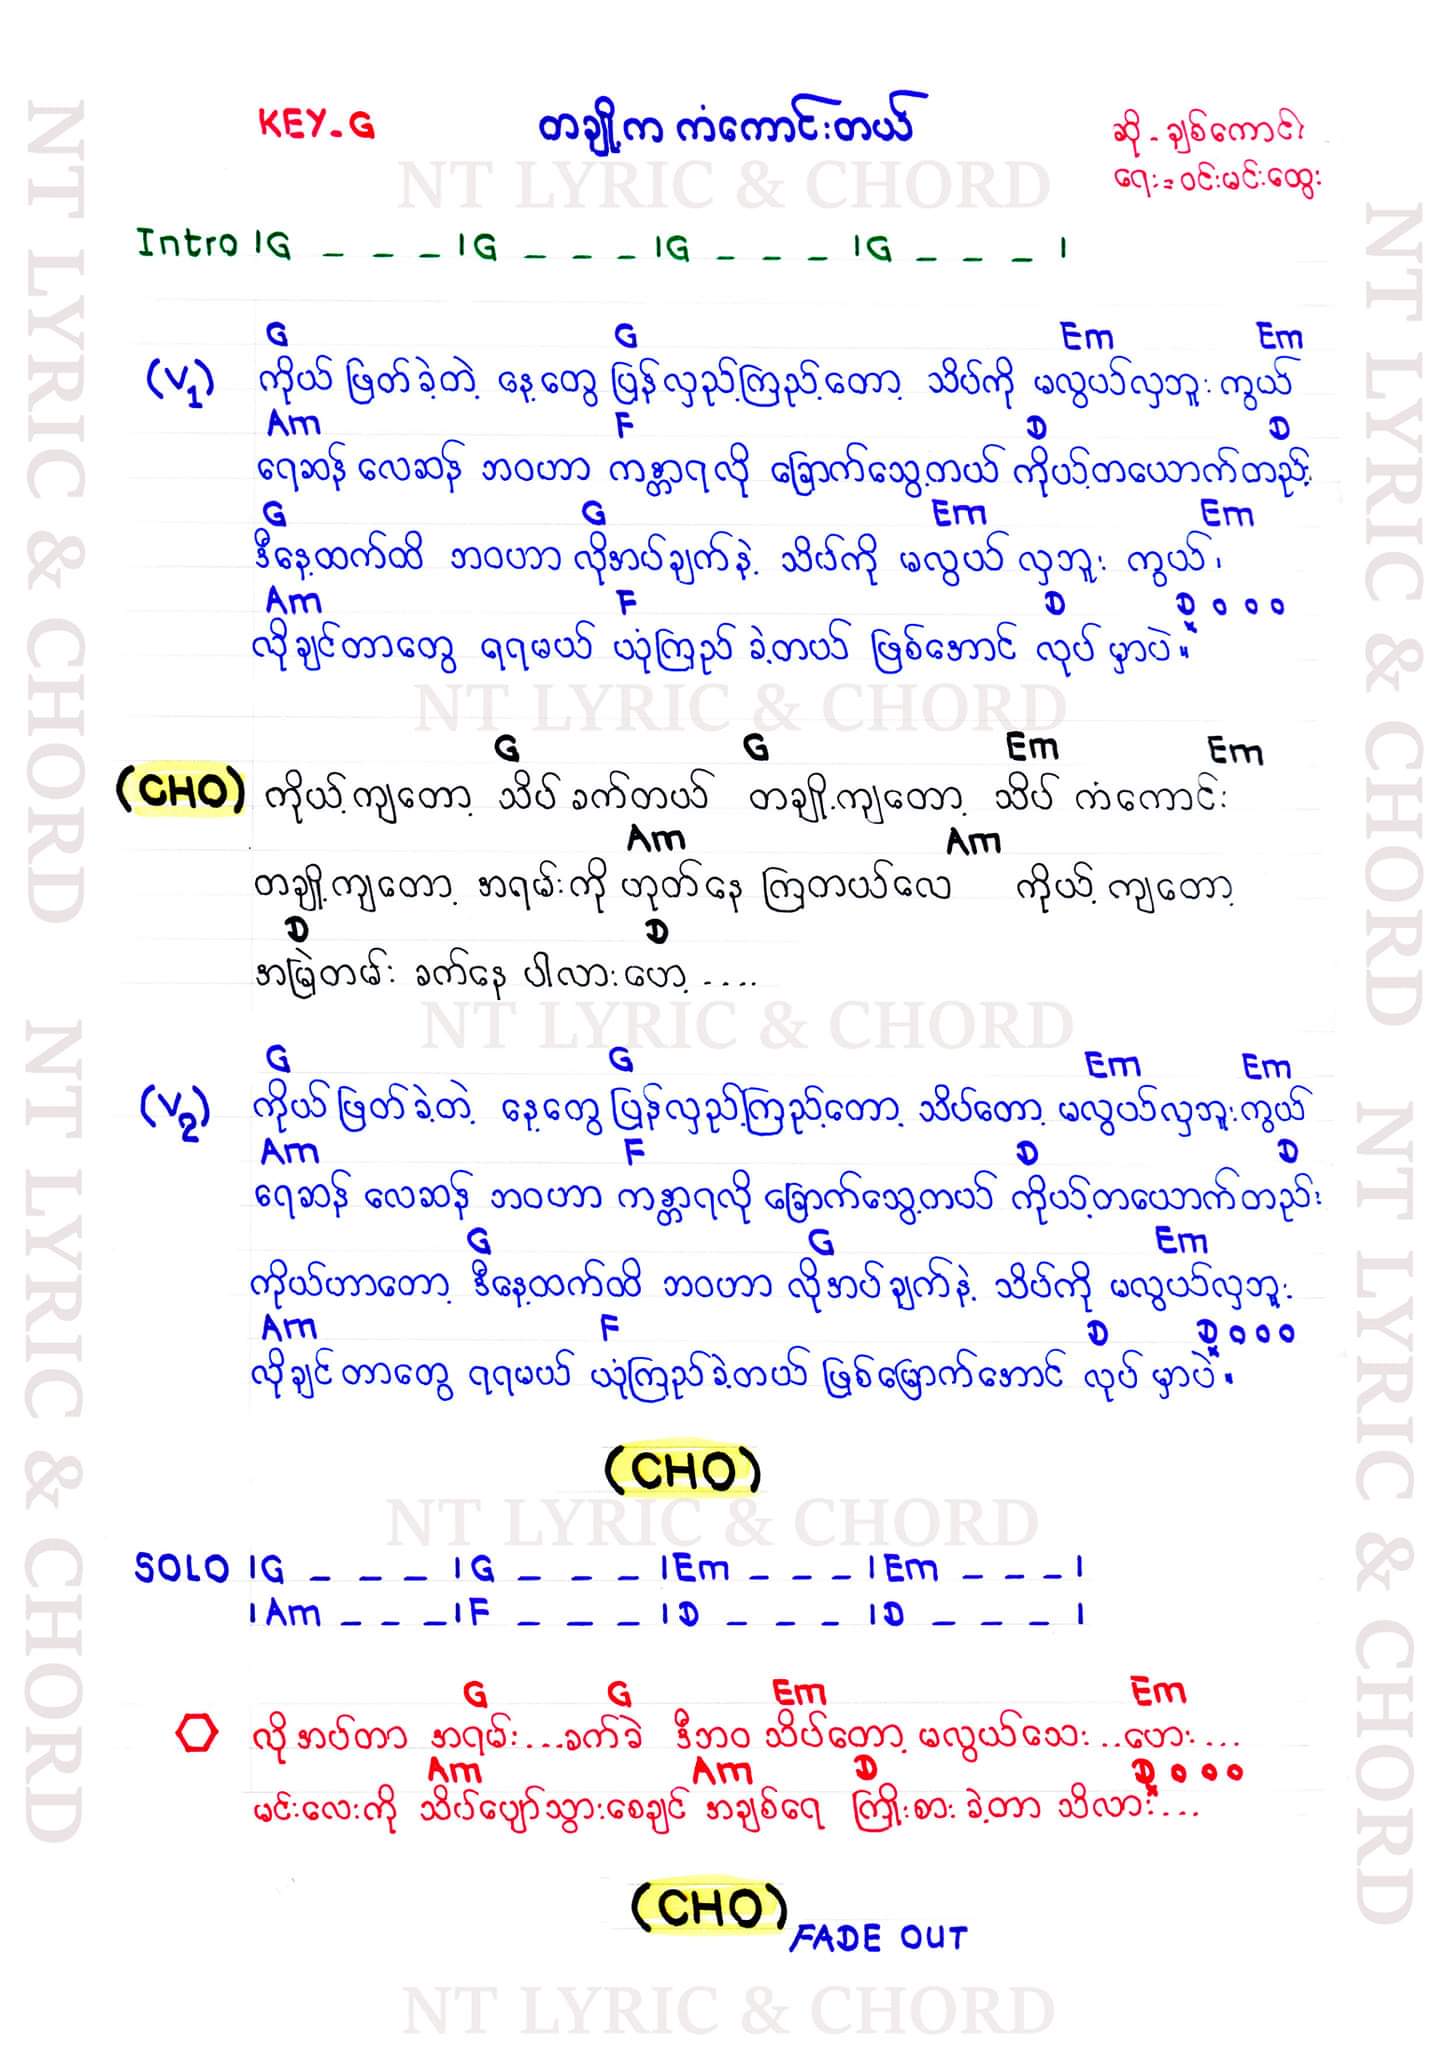 KEY-G
တချို့က ကံကောင်းတယ်
ဆို - ချစ်ကောင်း
ရေး = ဝင်းမင်းထွေး
NT LYRIC & CHORD
Intro |G _ _ _ |G _ _ _ |G _ _ _ |G _ _ _ |
G G Em Em
(V1) ကိုယ် ဖြတ်ခဲ့တဲ့ နေ့တွေ ပြန်လှည့်ကြည့်တော့ သိပ်ကို မလွယ်လှဘူး ကွယ်
Am F D D
ရေဆန် လေဆန် ဘဝဟာ ကန္တာရလို ခြောက်သွေ့တယ် ကိုယ့်တယောက်တည်း
G G Em Em
ဒီနေ့ထက်ထိ ဘဝဟာ လိုအပ်ချက်နဲ့ သိပ်ကို မလွယ် လှဘူး ကွယ်၊
Am F D D o o o
လိုချင်တာတွေ ရရမယ် ယုံကြည် ခဲ့တယ် ဖြစ်အောင် လုပ် မှာပဲ ။
NT LYRIC & CHORD
G G Em Em
(CHO) ကိုယ့်ကျတော့ သိပ် ခက်တယ် တချို့ကျတော့ သိပ် ကံကောင်း
Am Am
တချို့ကျတော့ အရမ်းကို ဟုတ်နေ ကြတယ်လေ ကိုယ့် ကျတော့
D D
အမြဲတမ်း ခက်နေ ပါလားဟေ့ ....
NT LYRIC & CHORD
G G Em Em
(V2) ကိုယ်ဖြတ်ခဲ့တဲ့ နေ့တွေ ပြန်လှည့်ကြည့်တော့ သိပ်တော့ မလွယ်လှဘူးကွယ်
Am F D D
ရေဆန် လေဆန် ဘဝဟာ ကန္တာရလို ခြောက်သွေ့တယ် ကိုယ့်တယောက်တည်း
G G Em
ကိုယ်ဟာတော့ ဒီနေ့ထက်ထိ ဘဝဟာ လိုအပ်ချက်နဲ့ သိပ်ကို မလွယ်လှဘူး
Am F D D o o o
လိုချင်တာတွေ ရရမယ် ယုံကြည်ခဲ့တယ် ဖြစ်မြောက်အောင် လုပ် မှာပဲ ။
(CHO)
NT LYRIC & CHORD
SOLO |G _ _ _ |G _ _ _ |Em _ _ _ |Em _ _ _ |
|Am _ _ _ |F _ _ _ |D _ _ _ |D _ _ _ |
G G Em Em
လိုအပ်တာ အရမ်း...ခက်ခဲ ဒီဘဝ သိပ်တော့ မလွယ်သေး ..ဟေး...
Am Am D D o o o
မင်းလေးကို သိပ်ပျော်သွားစေချင် အချစ်ရေ ကြိုးစား ခဲ့တာ သိလား...
(CHO)
FADE OUT
NT LYRIC & CHORD
NT LYRIC & CHORD
NT LYRIC & CHORD
NT LYRIC & CHORD
NT LYRIC & CHORD